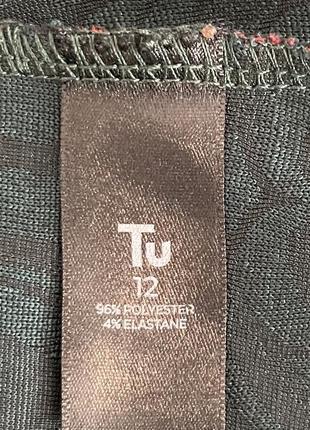 Tu
12
96% POLYESTER
4% ELASTANE